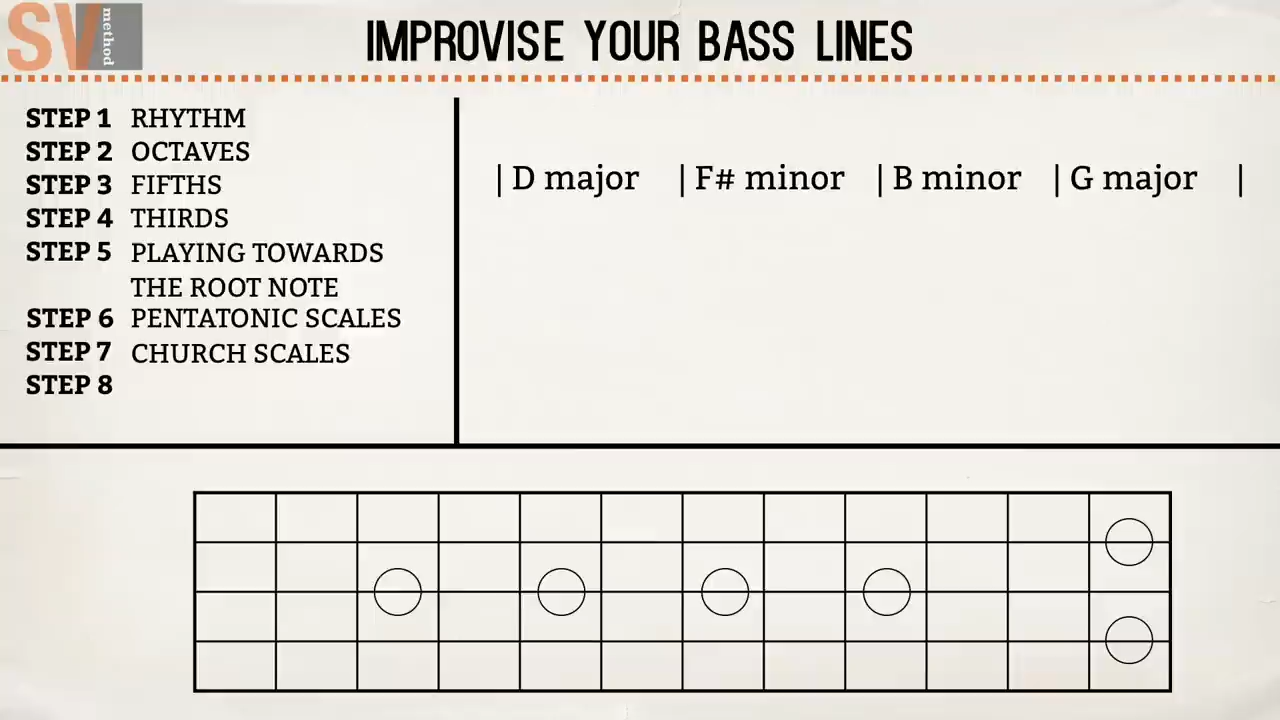 SV method
IMPROVISE YOUR BASS LINES
STEP 1 RHYTHM
STEP 2 OCTAVES
STEP 3 FIFTHS
STEP 4 THIRDS
STEP 5 PLAYING TOWARDS
THE ROOT NOTE
STEP 6 PENTATONIC SCALES
STEP 7 CHURCH SCALES
STEP 8
| D major | F# minor | B minor | G major |